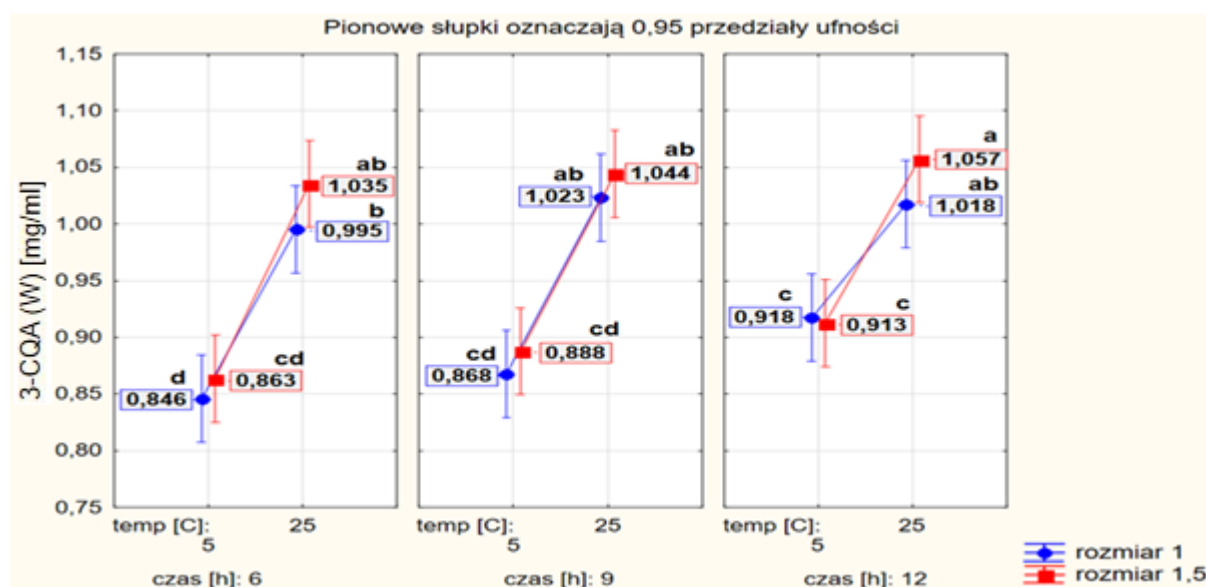 Pionowe słupki oznaczają 0,95 przedziały ufności
3-CQA (W) [mg/ml]
1,15
1,10
1,05
1,00
0,95
0,90
0,85
0,80
0,75
ab
1,035
b
0,995
d
0,846
cd
0,863
ab
1,044
ab
1,023
cd
0,888
cd
0,868
a
1,057
ab
1,018
c
0,918
c
0,913
temp [C]: 25
5
czas [h]: 6
temp [C]: 25
5
czas [h]: 9
temp [C]: 25
5
czas [h]: 12
rozmiar 1
rozmiar 1,5